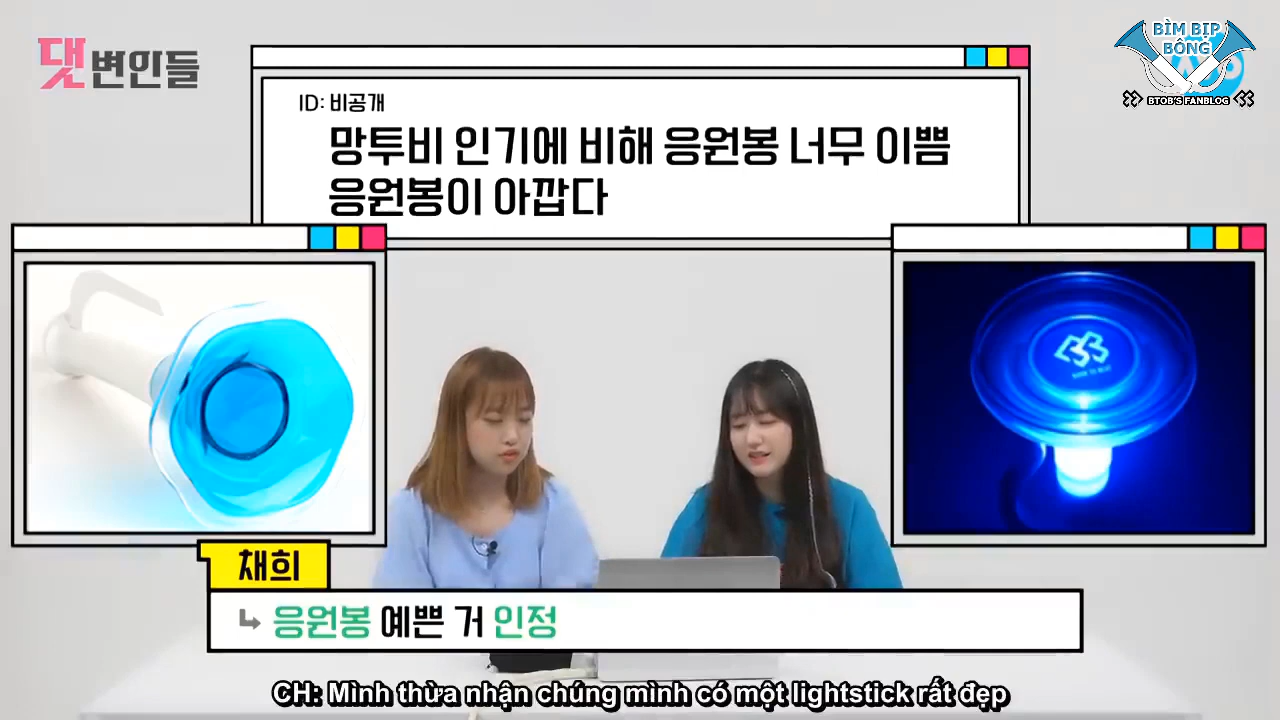 댓변인들
BÌM BỊP
BÔNG
BTOB'S FANBLOG
ID: 비공개
망투비 인기에 비해 응원봉 너무 이쁨
응원봉이 아깝다
채희
응원봉 예쁜 거 인정
CH: Mình thừa nhận chúng mình có một lightstick rất đẹp